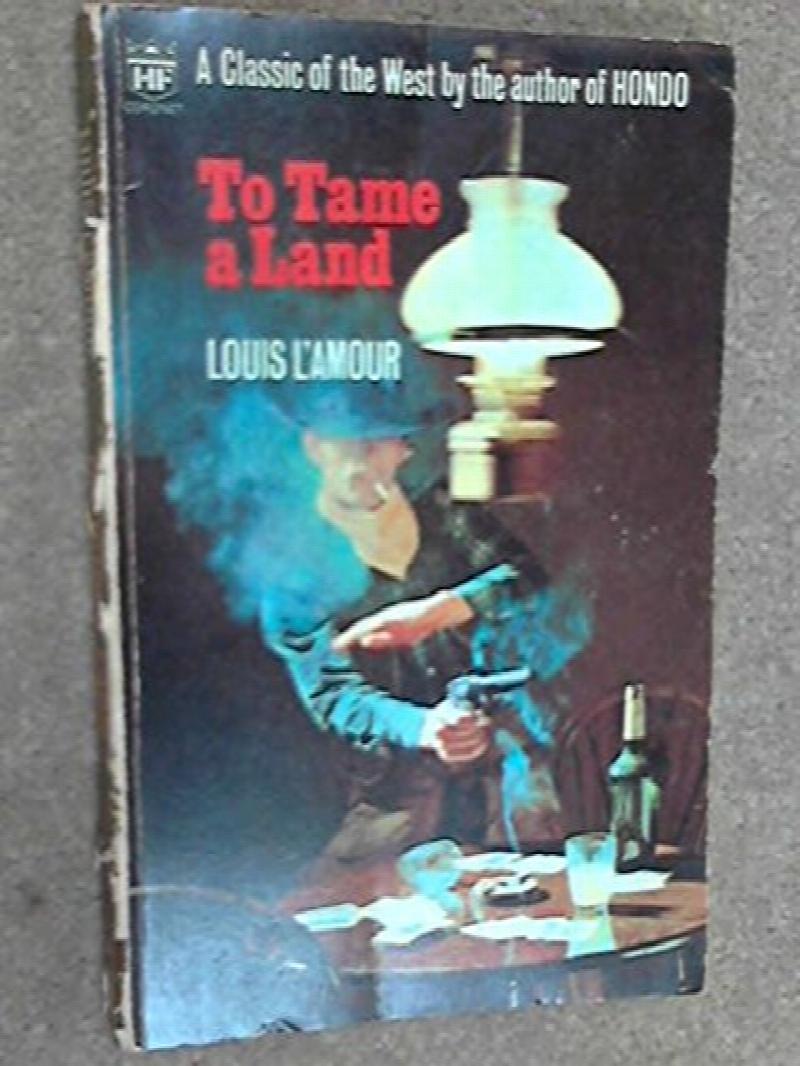 HF
A Classic of the West by the author of HONDO
To Tame
a Land
LOUIS L'AMOUR